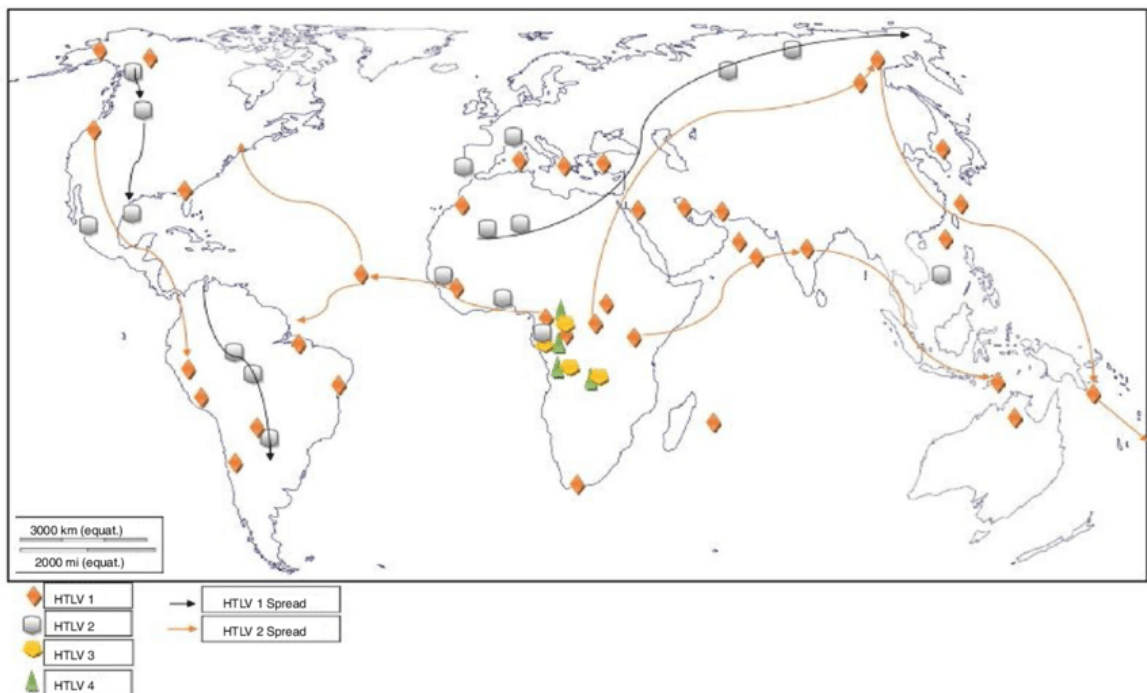 3000 km (equat.)
2000 mi (equat.)
HTLV 1
HTLV 2
HTLV 3
HTLV 4
HTLV 1 Spread
HTLV 2 Spread